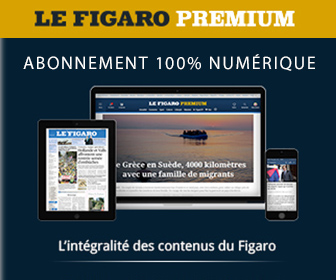 LE FIGARO PREMIUM
ABONNEMENT 100% NUMÉRIQUE
LE FIGARO PREMIUM
LE FIGARO
e Grèce en Suède, 4000 kilomètres
avec une famille de migrants
L'intégralité des contenus du Figaro